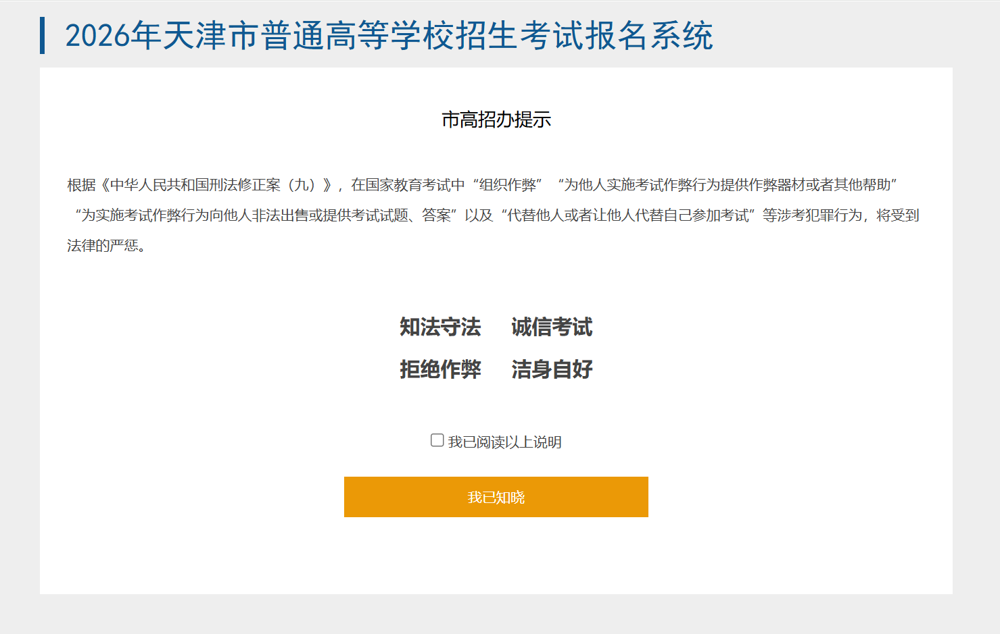 2026年天津市普通高等学校招生考试报名系统
市高招办提示
根据《中华人民共和国刑法修正案（九）》，在国家教育考试中“组织作弊” “为他人实施考试作弊行为提供作弊器材或者其他帮助”
“为实施考试作弊行为向他人非法出售或提供考试试题、答案”以及“代替他人或者让他人代替自己参加考试”等涉考犯罪行为，将受到
法律的严惩。
知法守法 诚信考试
拒绝作弊 洁身自好
我已阅读以上说明
我已知晓